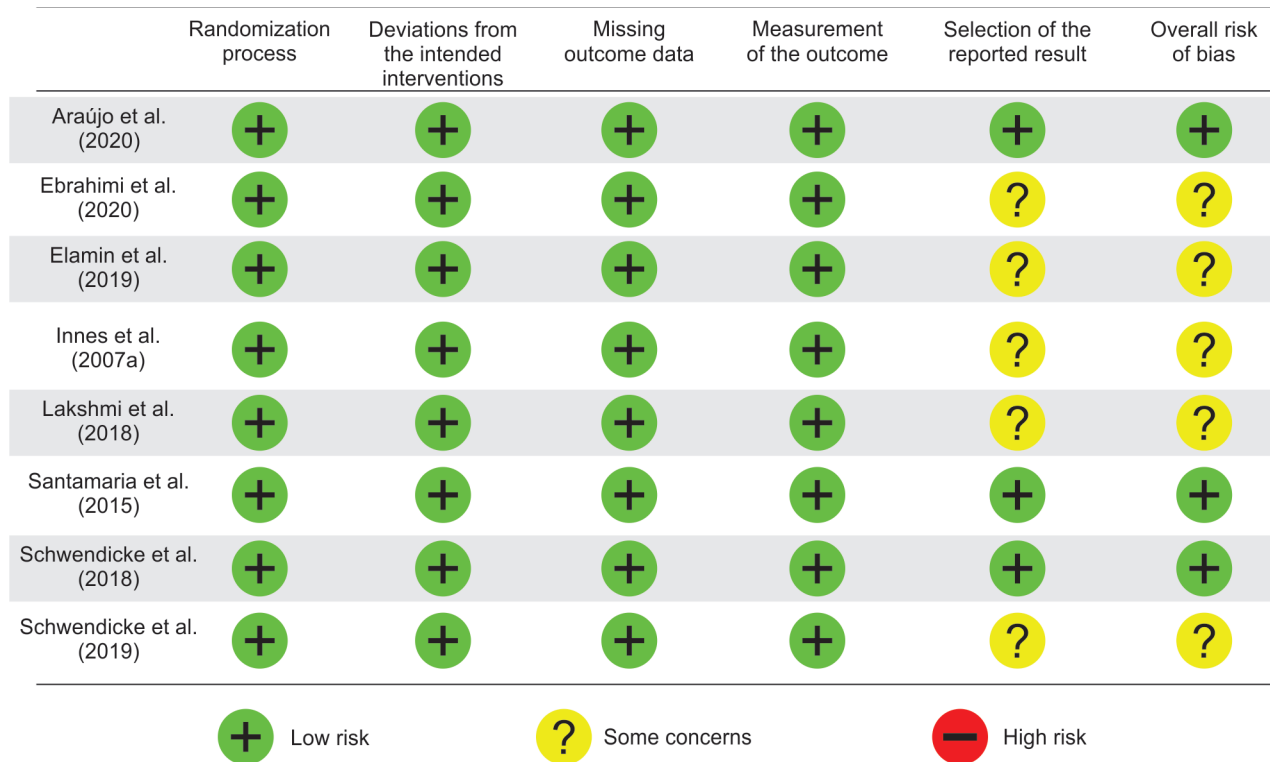 Randomization process
Deviations from the intended interventions
Missing outcome data
Measurement of the outcome
Selection of the reported result
Overall risk of bias
Araújo et al. (2020)
+ + + + + +
Ebrahimi et al. (2020)
+ + + + ? ?
Elamin et al. (2019)
+ + + + ? ?
Innes et al. (2007a)
+ + + + ? ?
Lakshmi et al. (2018)
+ + + + ? ?
Santamaria et al. (2015)
+ + + + + +
Schwendicke et al. (2018)
+ + + + + +
Schwendicke et al. (2019)
+ + + + ? ?
+ Low risk
? Some concerns
− High risk